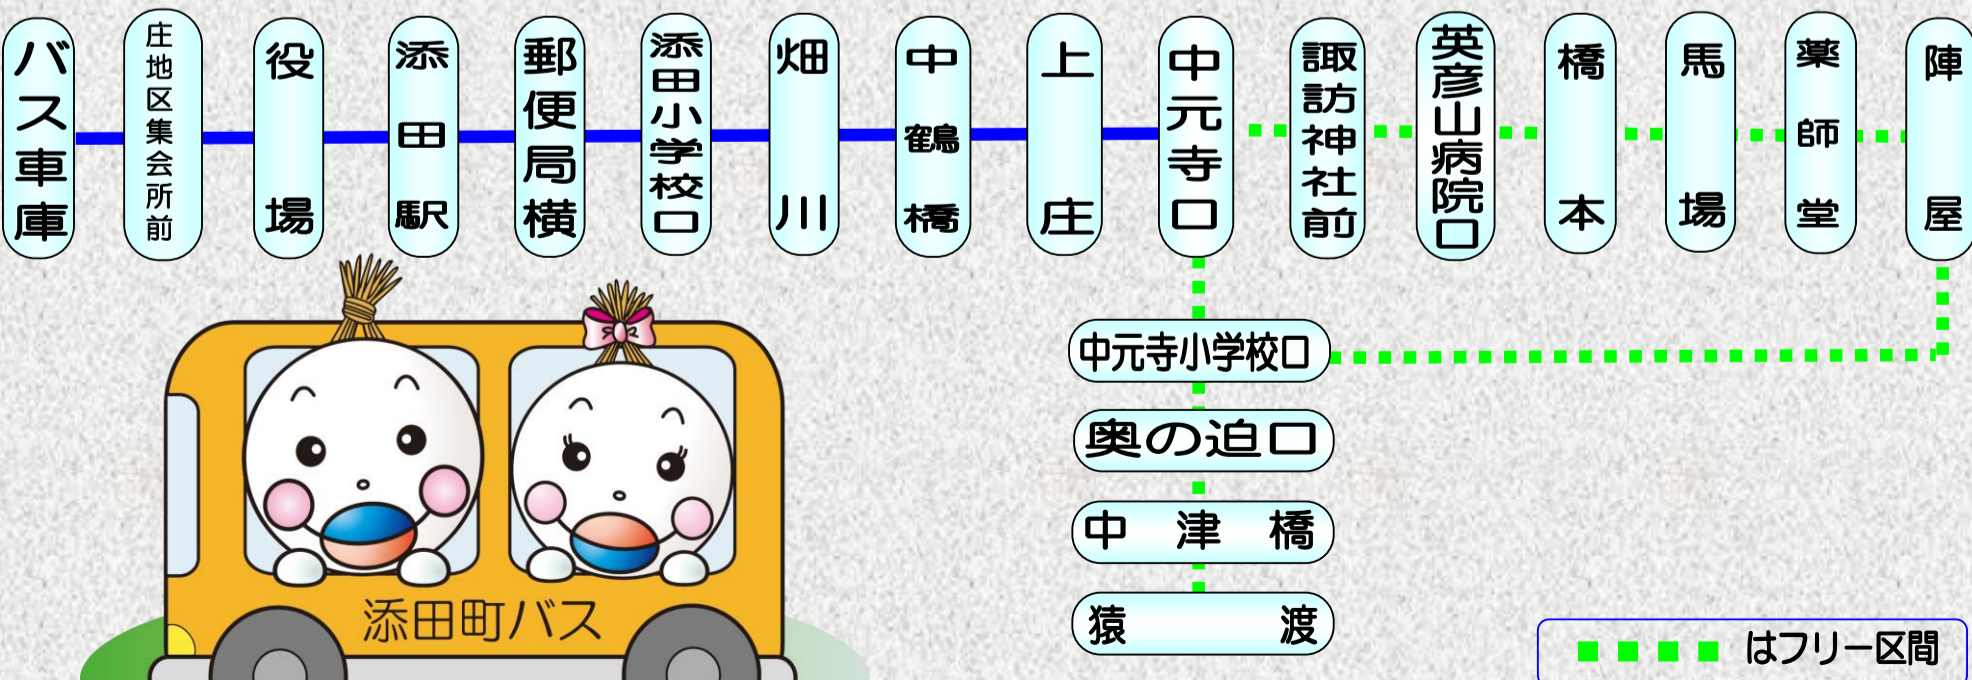 バス車庫
庄地区集会所前
役場
添田駅
郵便局横
添田小学校口
畑川
中鶴橋
上庄
中元寺口
諏訪神社前
英彦山病院口
橋本
馬場
薬師堂
陣屋
中元寺小学校口
奥の迫口
中津橋
猿渡
添田町バス
はフリー区間